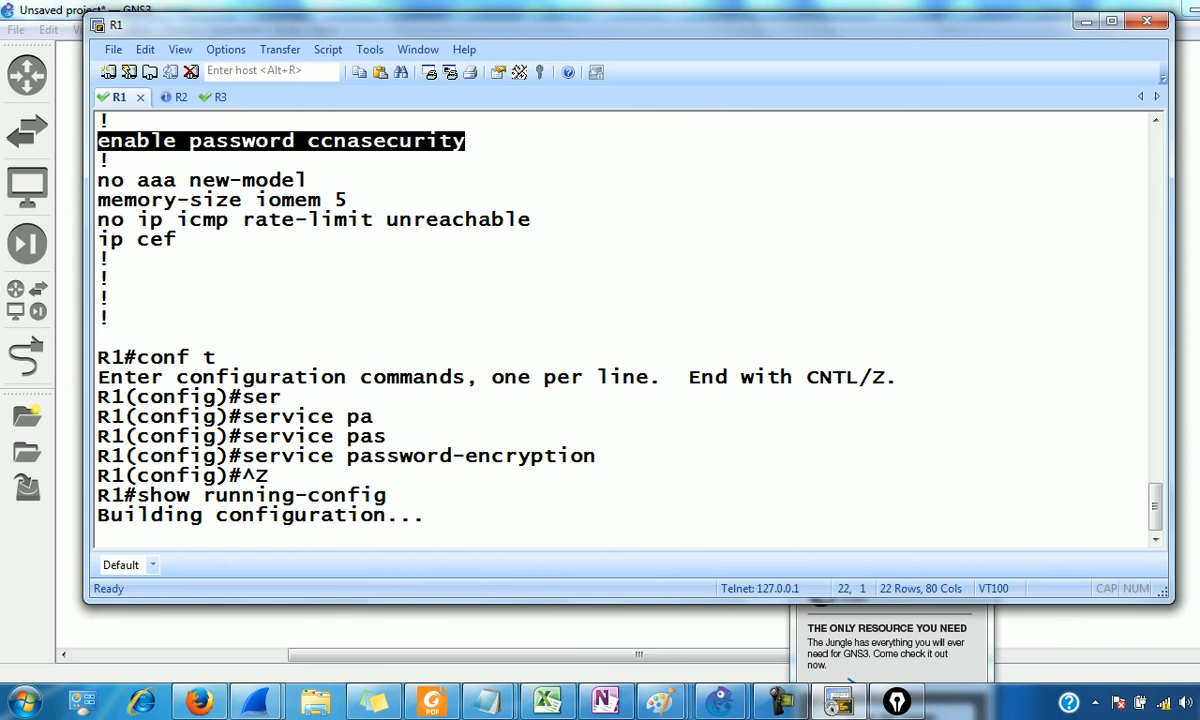 Unsaved project* — GNS3
File Edit
R1
File Edit View Options Transfer Script Tools Window Help
Enter host <Alt+R>
R1 R2 R3
!
enable password ccnasecurity
!
no aaa new-model
memory-size iomem 5
no ip icmp rate-limit unreachable
ip cef
!
!
!
!
R1#conf t
Enter configuration commands, one per line.  End with CNTL/Z.
R1(config)#ser
R1(config)#service pa
R1(config)#service pas
R1(config)#service password-encryption
R1(config)#^Z
R1#show running-config
Building configuration...
Default
Ready Telnet: 127.0.0.1 22, 1 22 Rows, 80 Cols VT100 CAP NUM
THE ONLY RESOURCE YOU NEED
The Jungle has everything you will ever
need for GNS3. Come check it out
now.
PDF